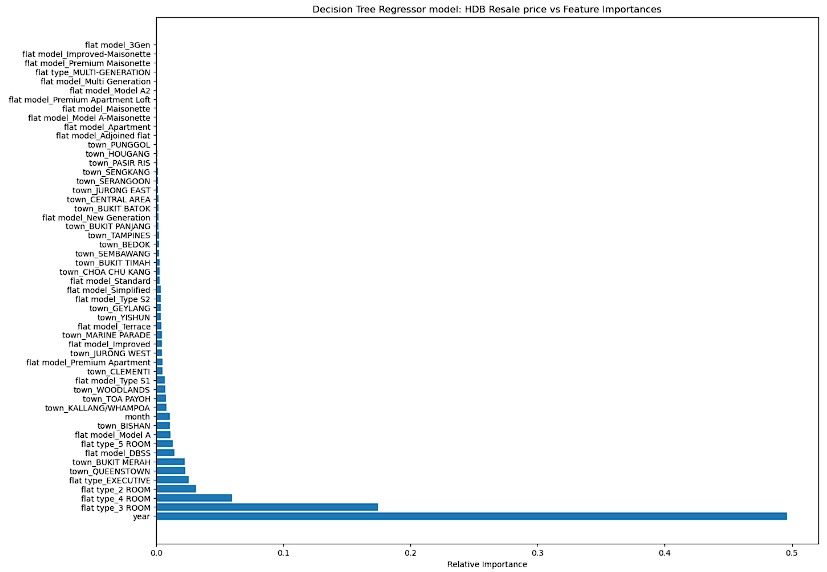 Decision Tree Regressor model: HDB Resale price vs Feature Importances
flat model_3Gen
flat model_Improved-Maisonette
flat model_Premium Maisonette
flat type_MULTI-GENERATION
flat model_Multi Generation
flat model_Model A2
flat model_Premium Apartment Loft
flat model_Maisonette
flat model_Model A-Maisonette
flat model_Apartment
flat model_Adjoined flat
town_PUNGGOL
town_HOUGANG
town_PASIR RIS
town_SENGKANG
town_SERANGOON
town_JURONG EAST
town_CENTRAL AREA
town_BUKIT BATOK
flat model_New Generation
town_BUKIT PANJANG
town_TAMPINES
town_BEDOK
town_SEMBAWANG
town_BUKIT TIMAH
town_CHOA CHU KANG
flat model_Standard
flat model_Simplified
flat model_Type S2
town_GEYLANG
town_YISHUN
flat model_Terrace
town_MARINE PARADE
flat model_Improved
town_JURONG WEST
flat model_Premium Apartment
town_CLEMENTI
flat model_Type S1
town_WOODLANDS
town_TOA PAYOH
town_KALLANG/WHAMPOA
month
town_BISHAN
flat model_Model A
flat type_5 ROOM
flat model_DBSS
town_BUKIT MERAH
town_QUEENSTOWN
flat type_EXECUTIVE
flat type_2 ROOM
flat type_4 ROOM
flat type_3 ROOM
year
0.0 0.1 0.2 0.3 0.4 0.5
Relative Importance